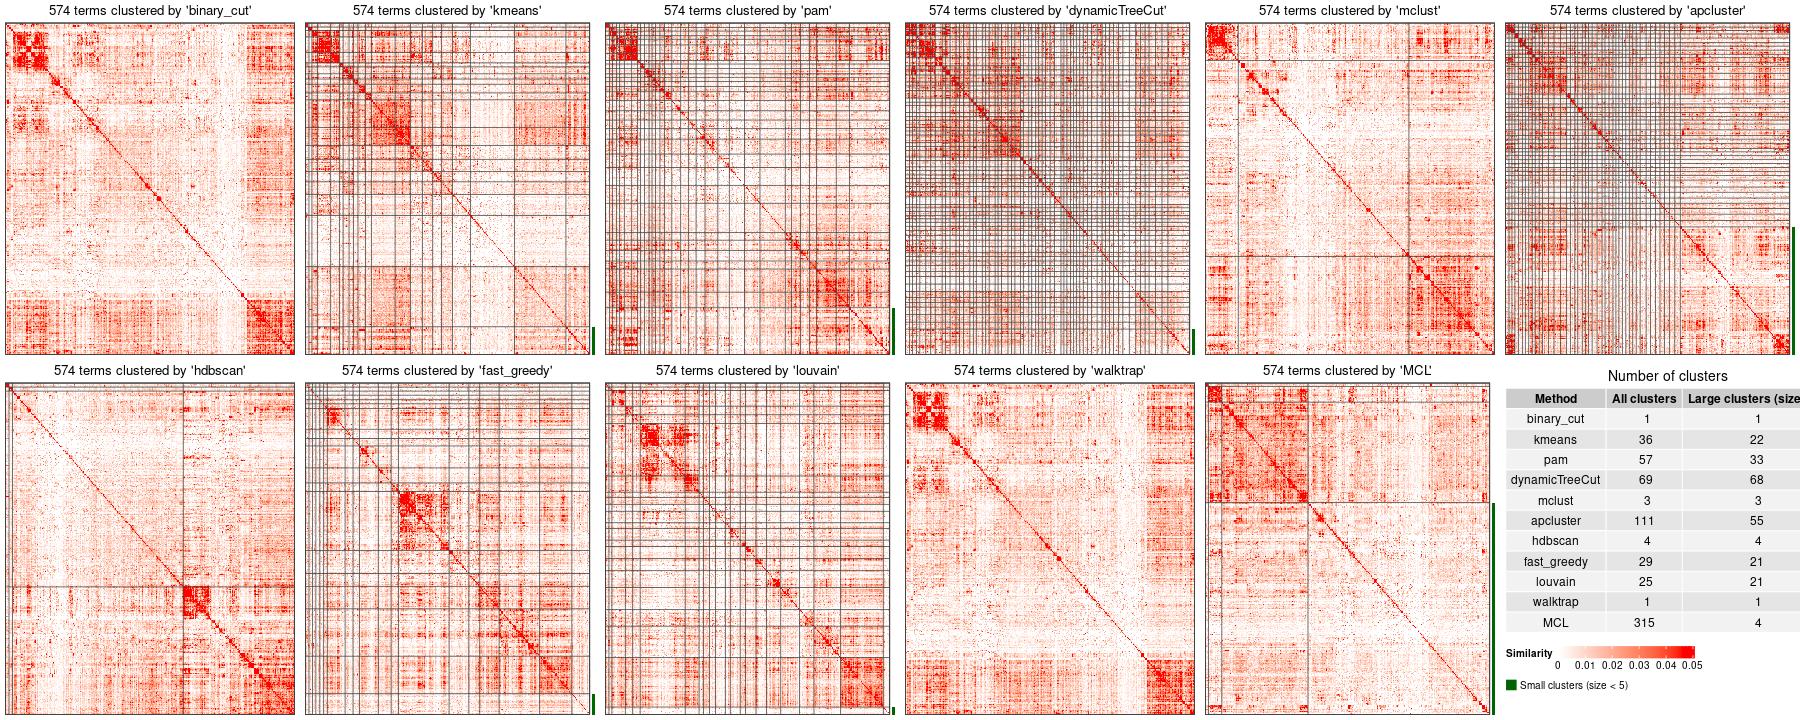 574 terms clustered by 'binary_cut'
574 terms clustered by 'kmeans'
574 terms clustered by 'pam'
574 terms clustered by 'dynamicTreeCut'
574 terms clustered by 'mclust'
574 terms clustered by 'apcluster'
574 terms clustered by 'hdbscan'
574 terms clustered by 'fast_greedy'
574 terms clustered by 'louvain'
574 terms clustered by 'walktrap'
574 terms clustered by 'MCL'
Number of clusters
Method All clusters Large clusters (size
binary_cut 1 1
kmeans 36 22
pam 57 33
dynamicTreeCut 69 68
mclust 3 3
apcluster 111 55
hdbscan 4 4
fast_greedy 29 21
louvain 25 21
walktrap 1 1
MCL 315 4
Similarity
0 0.01 0.02 0.03 0.04 0.05
Small clusters (size < 5)